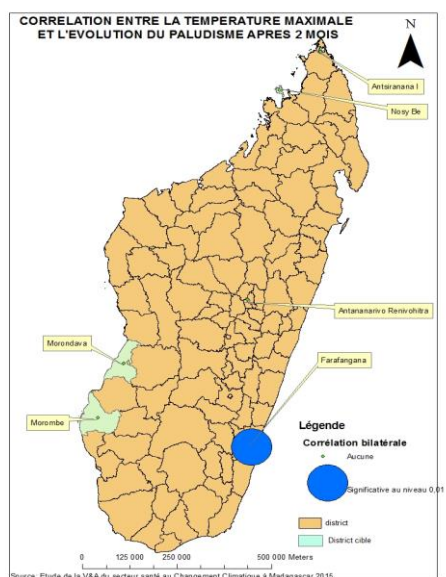 CORRELATION ENTRE LA TEMPERATURE MAXIMALE
ET L'EVOLUTION DU PALUDISME APRES 2 MOIS
N
Antsiranana I
Nosy Be
Antananarivo Renivohitra
Morondava
Farafangana
Morombe
Légende
Corrélation bilatérale
Aucune
Significative au niveau 0,01
district
District cible
0 125 000 250 000 500 000 Meters
Source: Etude de la V&A du secteur santé au Changement Climatique à Madagascar 2015